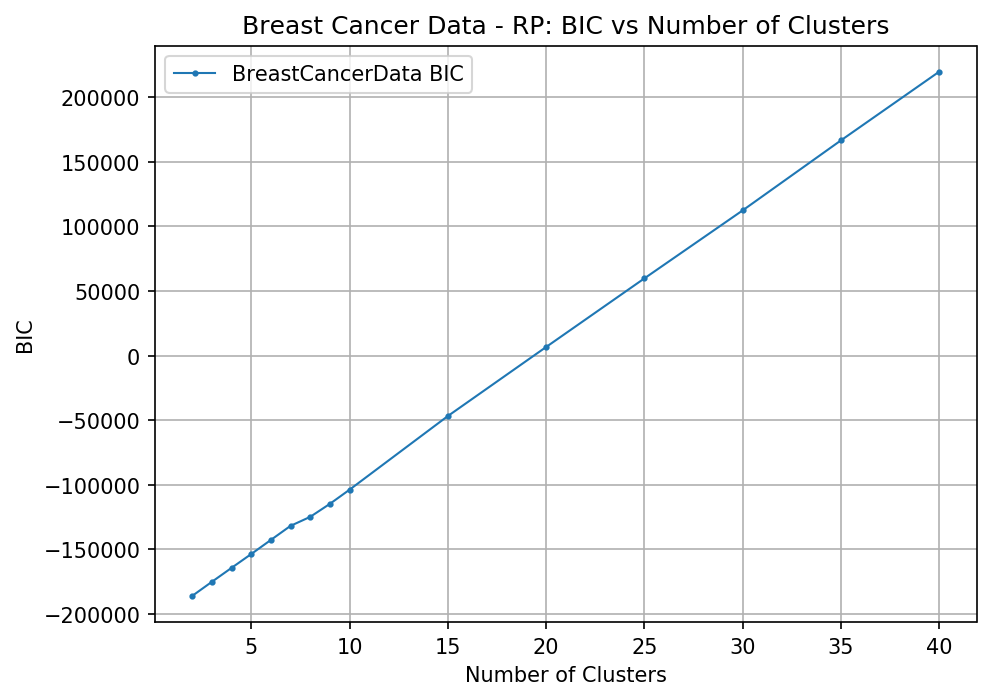 Breast Cancer Data - RP: BIC vs Number of Clusters
BreastCancerData BIC
200000
150000
100000
50000
0
−50000
−100000
−150000
−200000
BIC
5 10 15 20 25 30 35 40
Number of Clusters